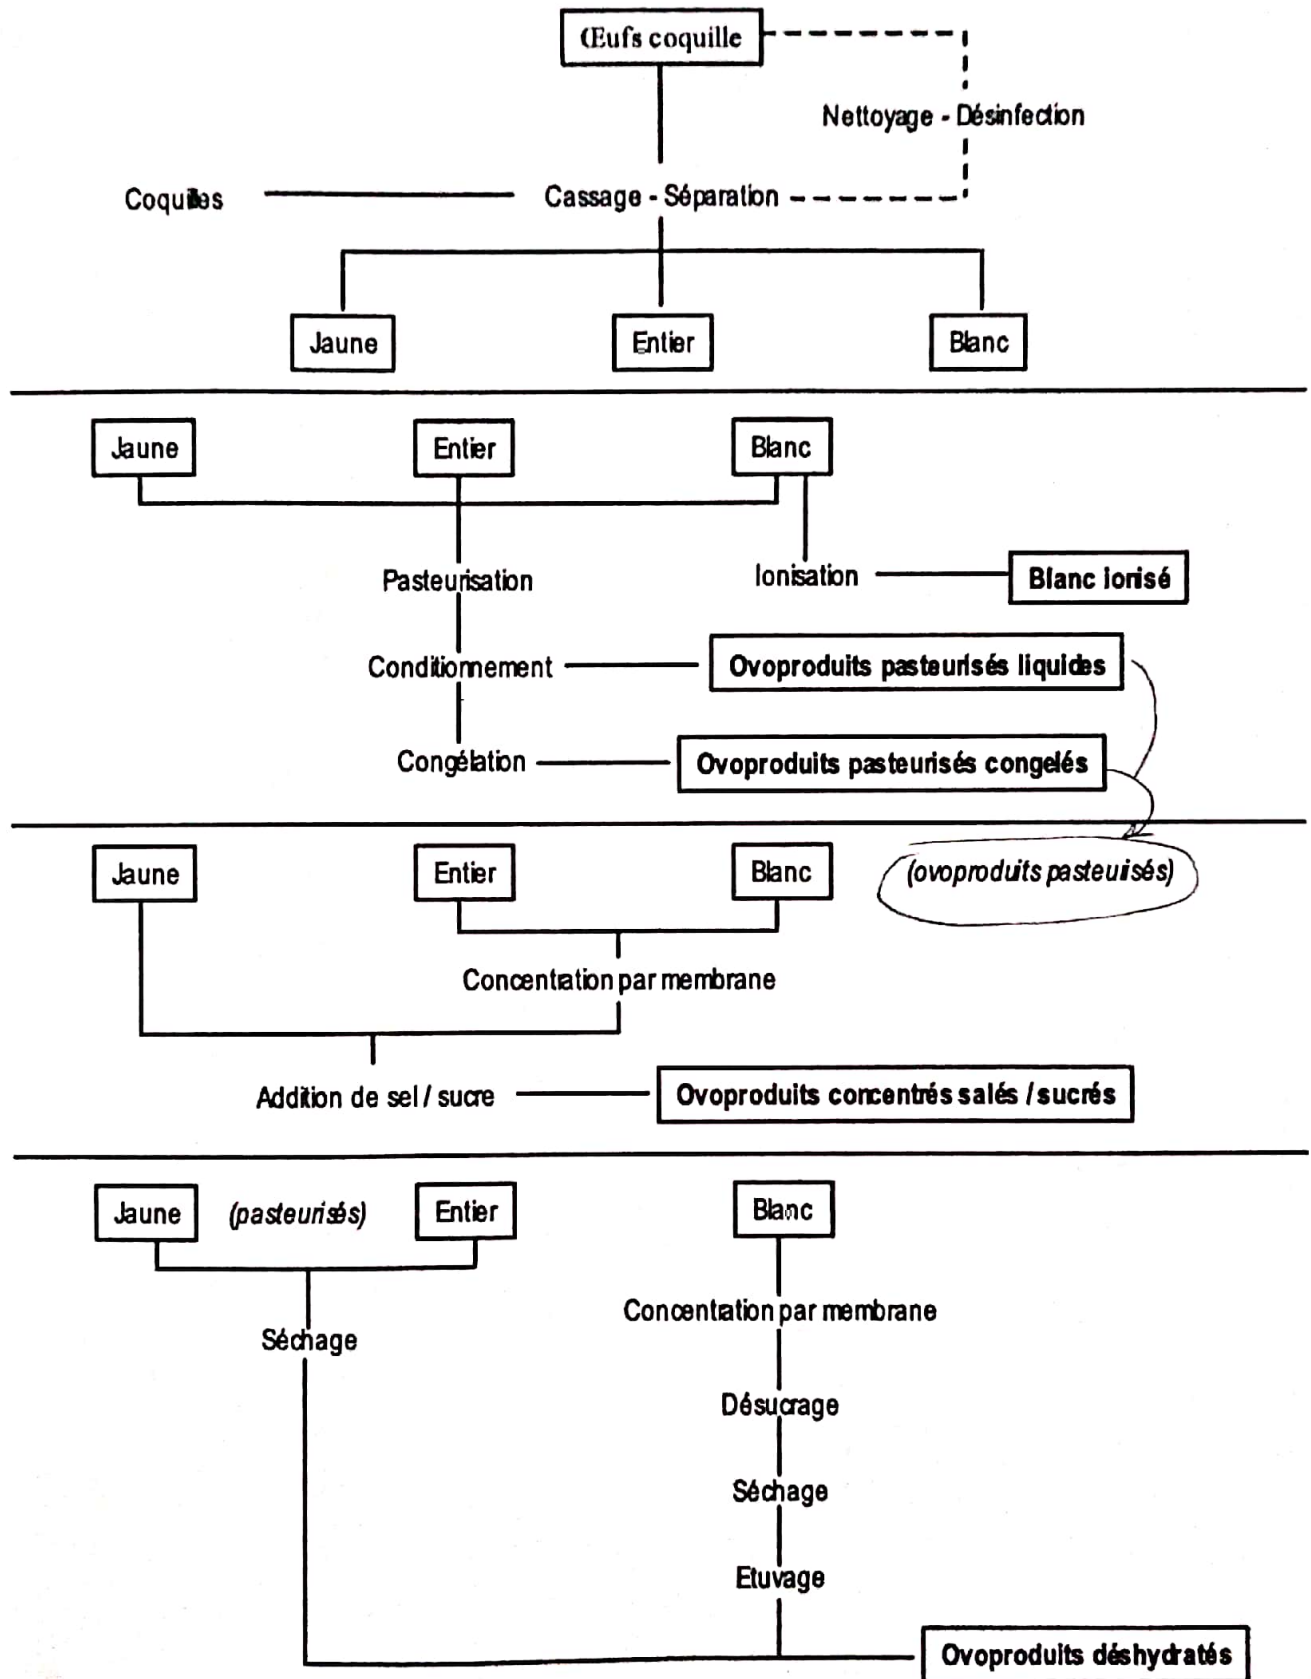 Œufs coquille
Nettoyage - Désinfection
Coquilles
Cassage - Séparation
Jaune
Entier
Blanc
Jaune
Entier
Blanc
Pasteurisation
Ionisation
Blanc ionisé
Conditionnement
Ovoproduits pasteurisés liquides
Congélation
Ovoproduits pasteurisés congelés
Jaune
Entier
Blanc
(ovoproduits pasteuisés)
Concentration par membrane
Addition de sel / sucre
Ovoproduits concentrés salés / sucrés
Jaune
(pasteurisés)
Entier
Blanc
Concentration par membrane
Séchage
Désucrage
Séchage
Etuvage
Ovoproduits déshydratés